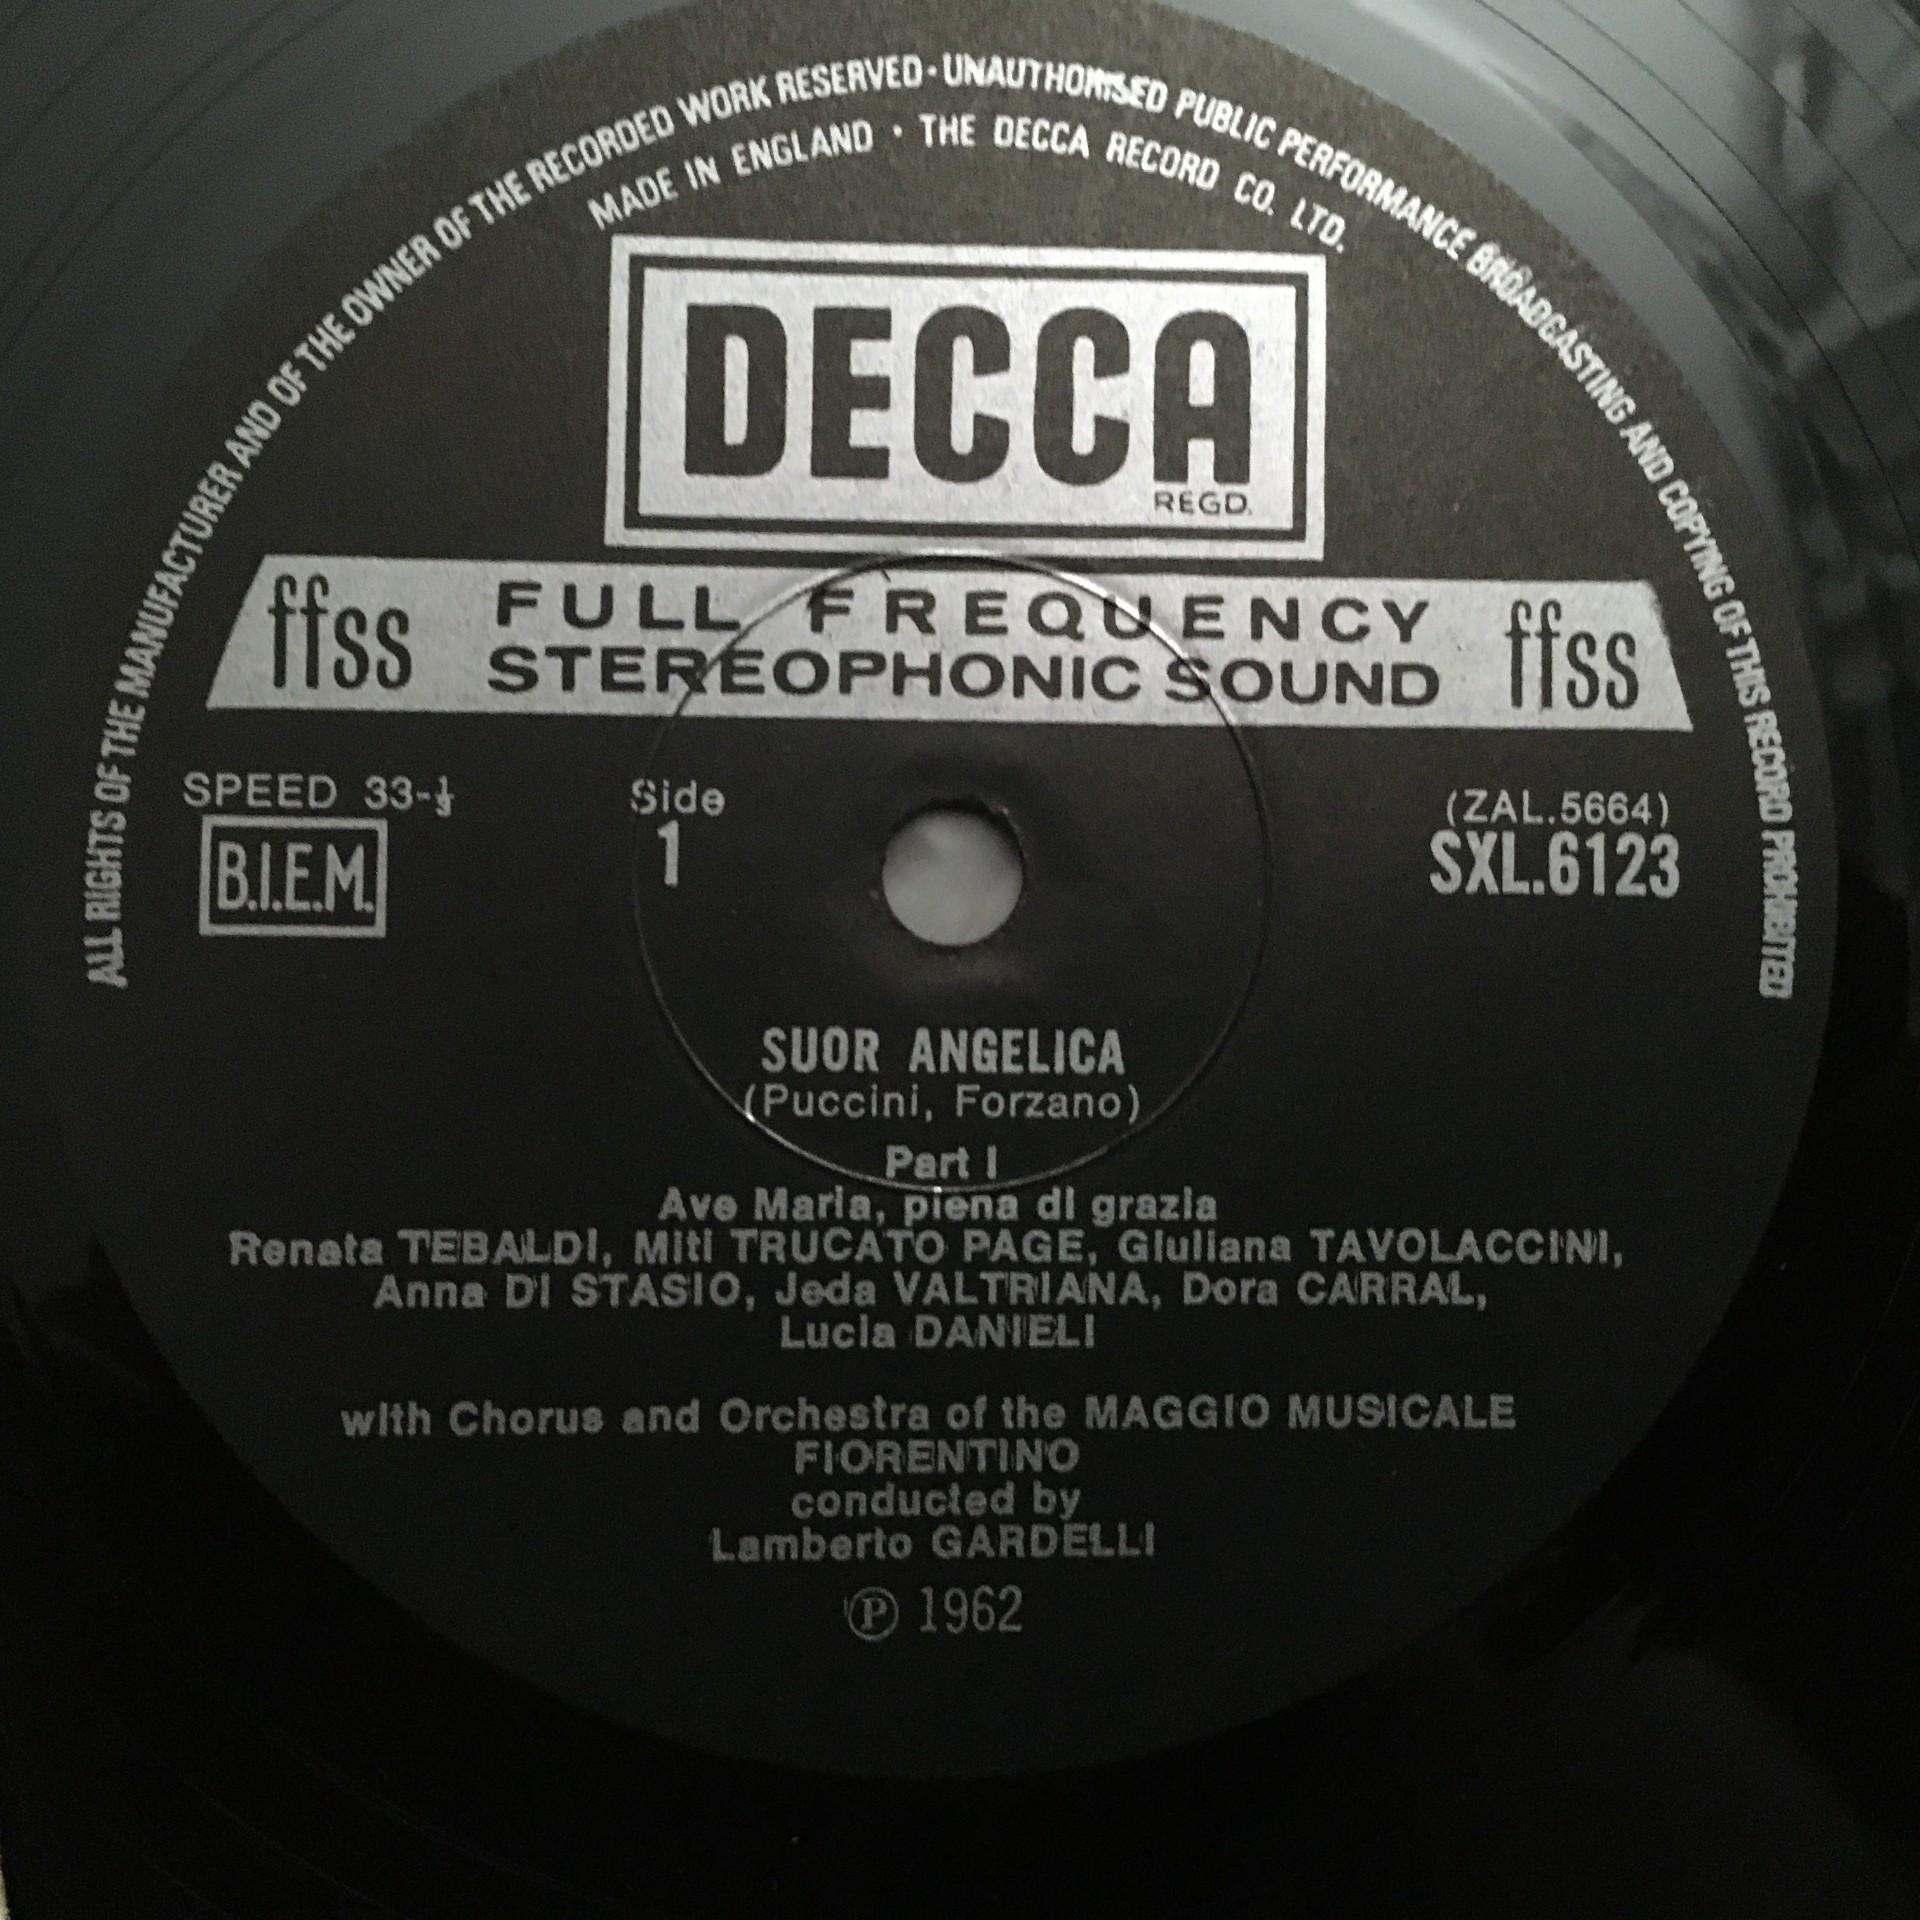 ALL RIGHTS OF THE MANUFACTURER AND OF THE OWNER OF THE RECORDED WORK RESERVED · UNAUTHORISED PUBLIC PERFORMANCE BROADCASTING AND COPYING OF THIS RECORD PROHIBITED
MADE IN ENGLAND · THE DECCA RECORD CO. LTD.
DECCA
REGD.
ffss FULL FREQUENCY ffss
STEREOPHONIC SOUND
SPEED 33-⅓ Side (ZAL.5664)
B.I.E.M. 1 SXL.6123
SUOR ANGELICA
(Puccini, Forzano)
Part I
Ave Maria, piena di grazia
Renata TEBALDI, Miti TRUCATO PAGE, Giuliana TAVOLACCINI,
Anna DI STASIO, Jeda VALTRIANA, Dora CARRAL,
Lucia DANIELI
with Chorus and Orchestra of the MAGGIO MUSICALE
FIORENTINO
conducted by
Lamberto GARDELLI
Ⓟ 1962